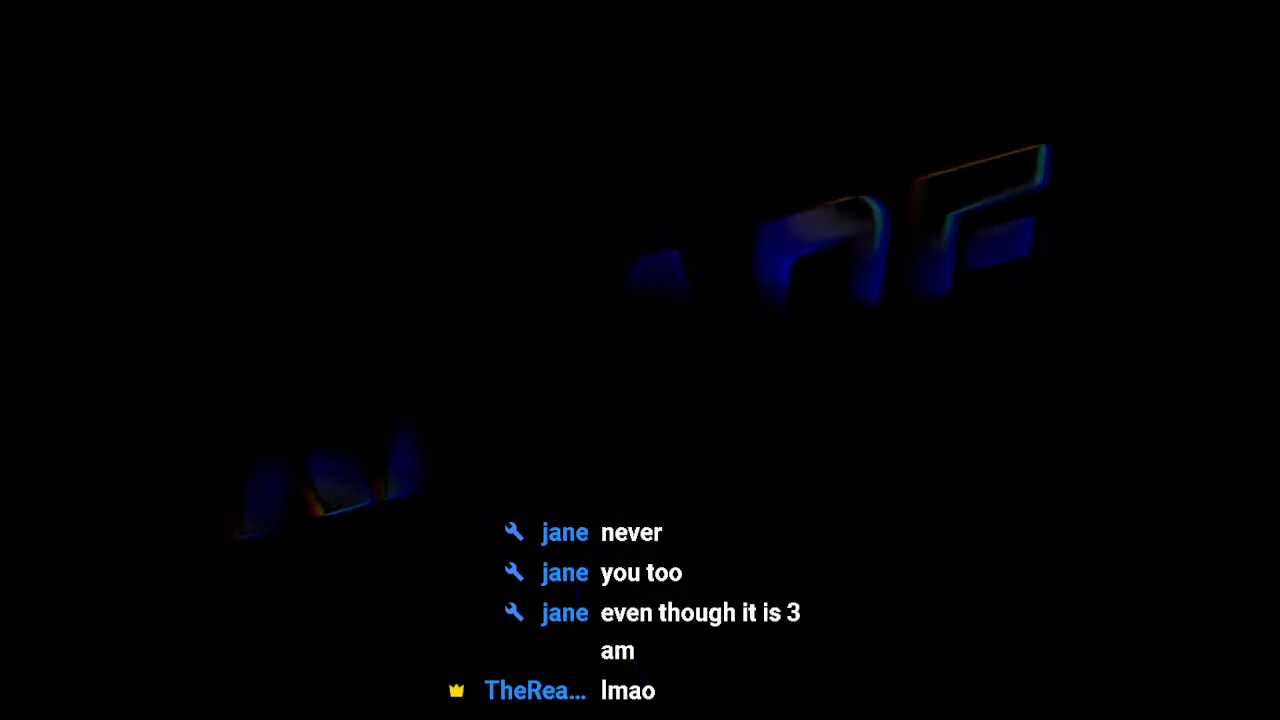 jane never
jane you too
jane even though it is 3
am
TheRea... lmao